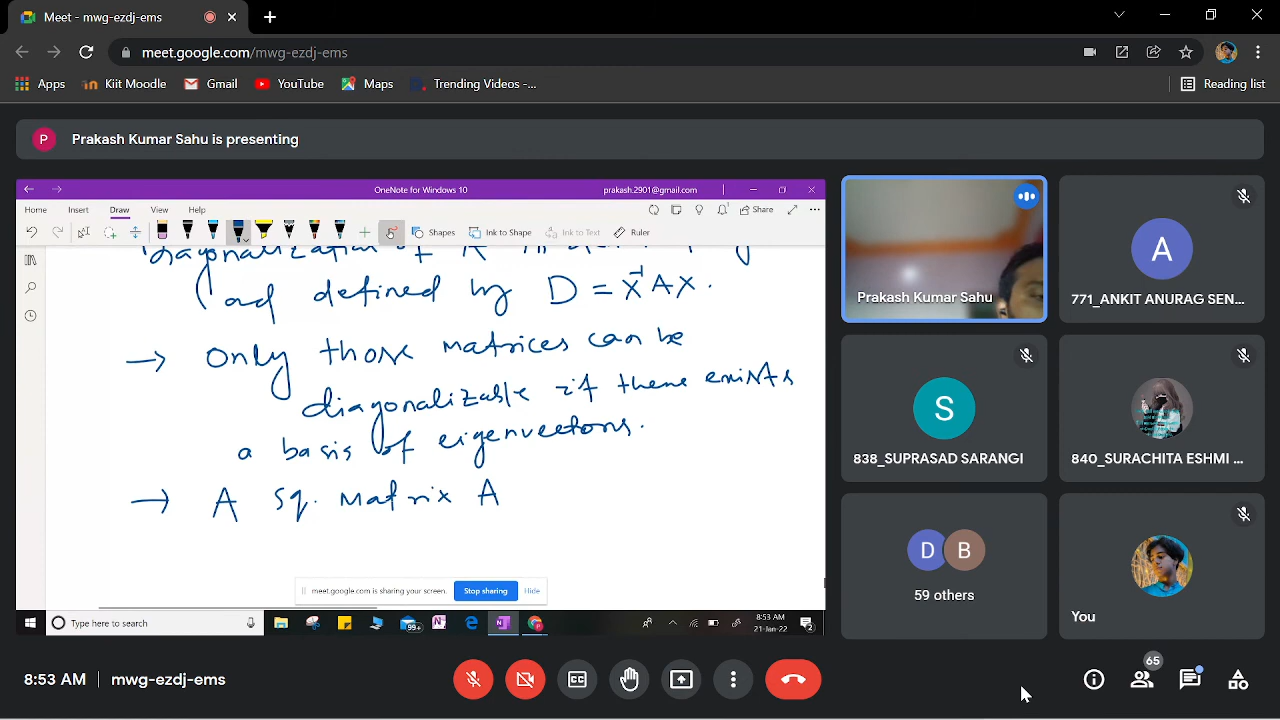 Meet - mwg-ezdj-ems
meet.google.com/mwg-ezdj-ems
Apps
Kiit Moodle
Gmail
YouTube
Maps
Trending Videos -...
Reading list
P
Prakash Kumar Sahu is presenting
OneNote for Windows 10
prakash.2901@gmail.com
Home Insert Draw View Help
Share
Shapes
Ink to Shape
Ink to Text
Ruler
Diagonalization of A
and defined by D = X⁻¹AX.
→ Only those matrices can be
diagonalizable if there exists
a basis of eigenvectors.
→ A sq. matrix A
meet.google.com is sharing your screen.
Stop sharing
Hide
Type here to search
99+
8:53 AM
21-Jan-22
2
Prakash Kumar Sahu
A
771_ANKIT ANURAG SEN...
S
838_SUPRASAD SARANGI
840_SURACHITA ESHMI ...
D B
59 others
You
8:53 AM
mwg-ezdj-ems
65